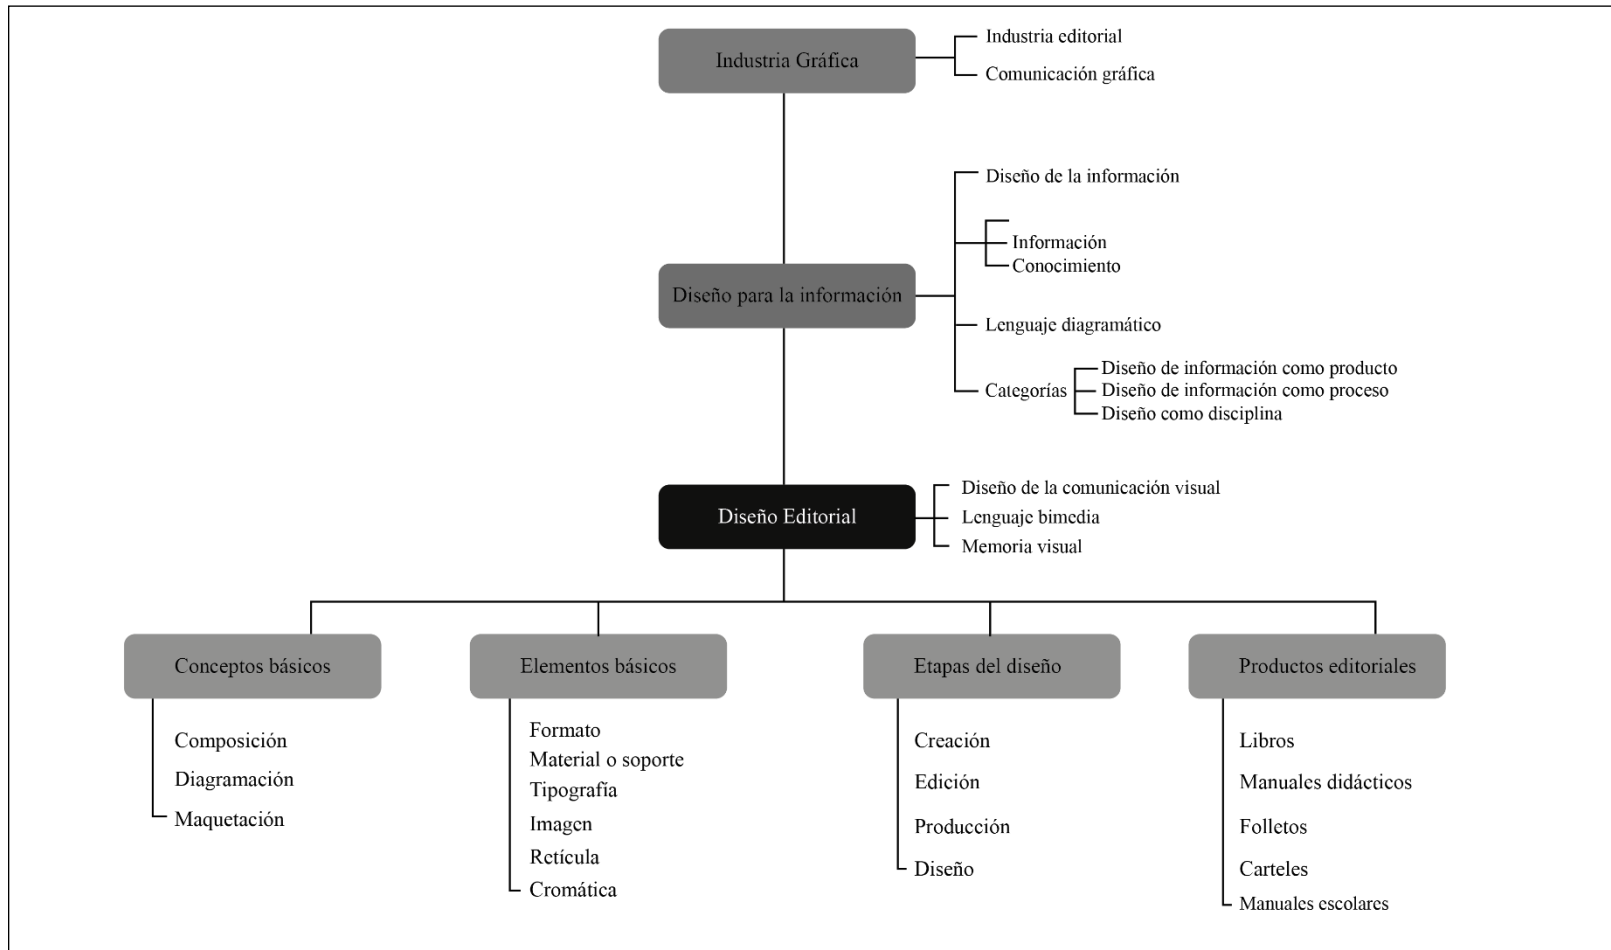 Industria Gráfica
Industria editorial
Comunicación gráfica
Diseño para la información
Diseño de la información
Información
Conocimiento
Lenguaje diagramático
Categorías
Diseño de información como producto
Diseño de información como proceso
Diseño como disciplina
Diseño Editorial
Diseño de la comunicación visual
Lenguaje bimedia
Memoria visual
Conceptos básicos
Composición
Diagramación
Maquetación
Elementos básicos
Formato
Material o soporte
Tipografía
Imagen
Retícula
Cromática
Etapas del diseño
Creación
Edición
Producción
Diseño
Productos editoriales
Libros
Manuales didácticos
Folletos
Carteles
Manuales escolares